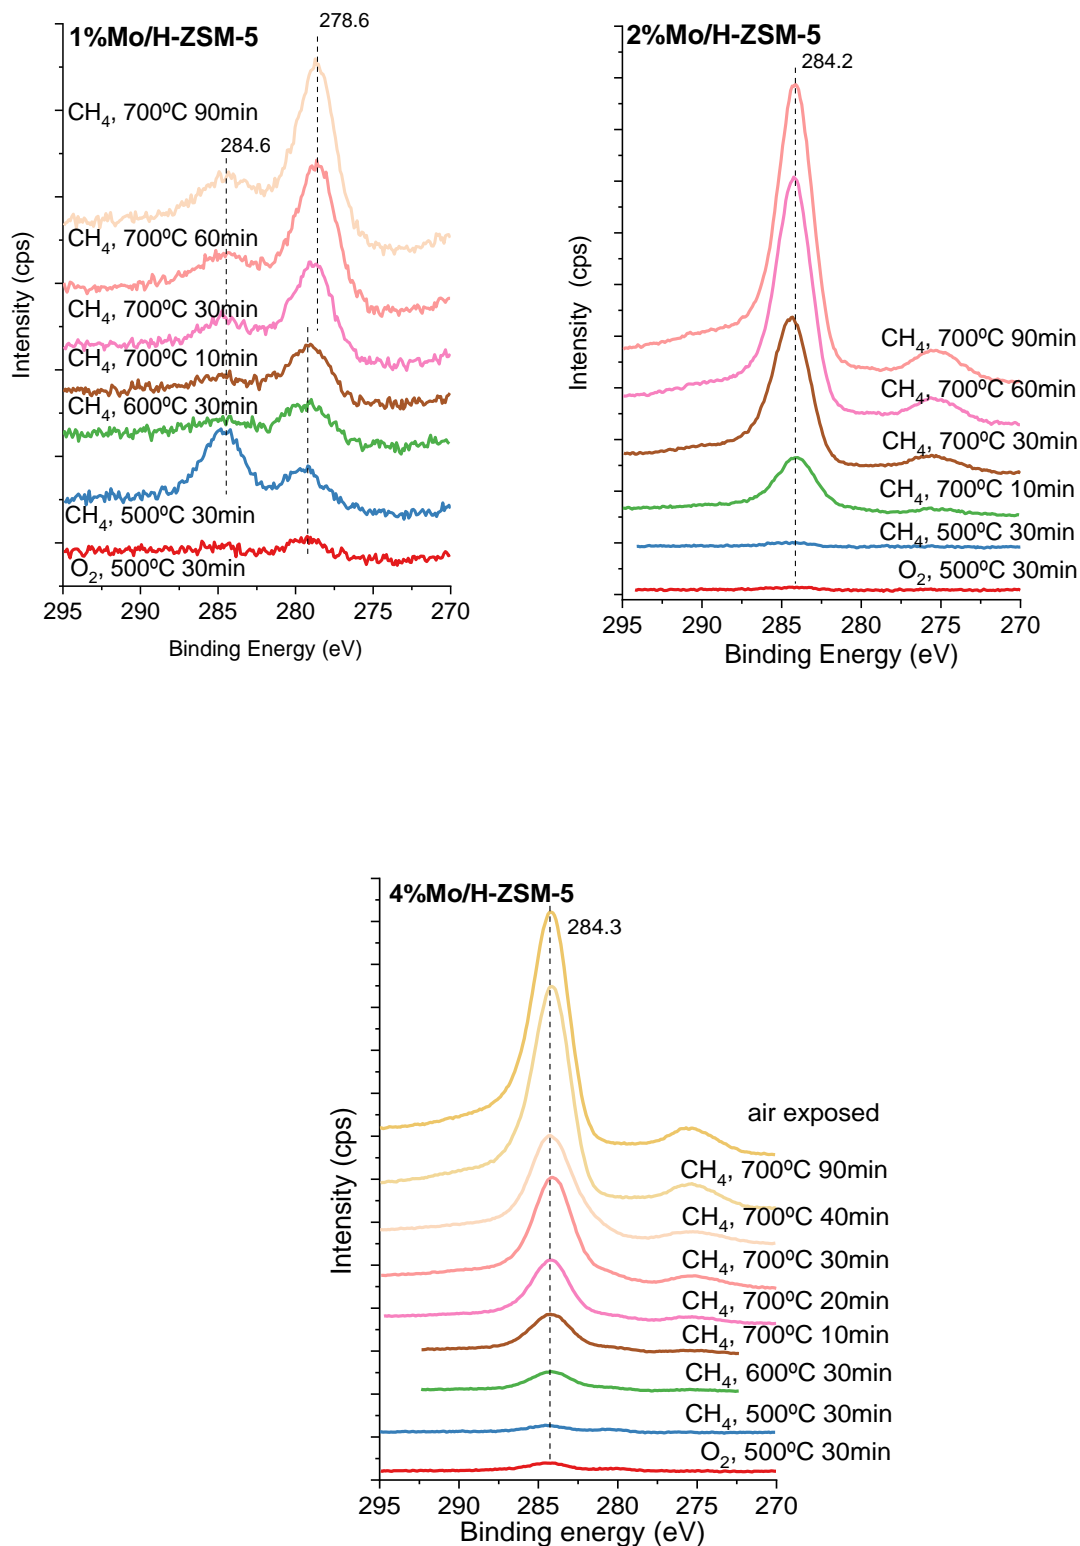 1%Mo/H-ZSM-5
278.6
284.6
CH4, 700ºC 90min
CH4, 700ºC 60min
CH4, 700ºC 30min
CH4, 700ºC 10min
CH4, 600ºC 30min
CH4, 500ºC 30min
O2, 500ºC 30min
Intensity (cps)
295 290 285 280 275 270
Binding Energy (eV)
2%Mo/H-ZSM-5
284.2
CH4, 700ºC 90min
CH4, 700ºC 60min
CH4, 700ºC 30min
CH4, 700ºC 10min
CH4, 500ºC 30min
O2, 500ºC 30min
Intensity (cps)
295 290 285 280 275 270
Binding Energy (eV)
4%Mo/H-ZSM-5
284.3
air exposed
CH4, 700ºC 90min
CH4, 700ºC 40min
CH4, 700ºC 30min
CH4, 700ºC 20min
CH4, 700ºC 10min
CH4, 600ºC 30min
CH4, 500ºC 30min
O2, 500ºC 30min
Intensity (cps)
295 290 285 280 275 270
Binding energy (eV)